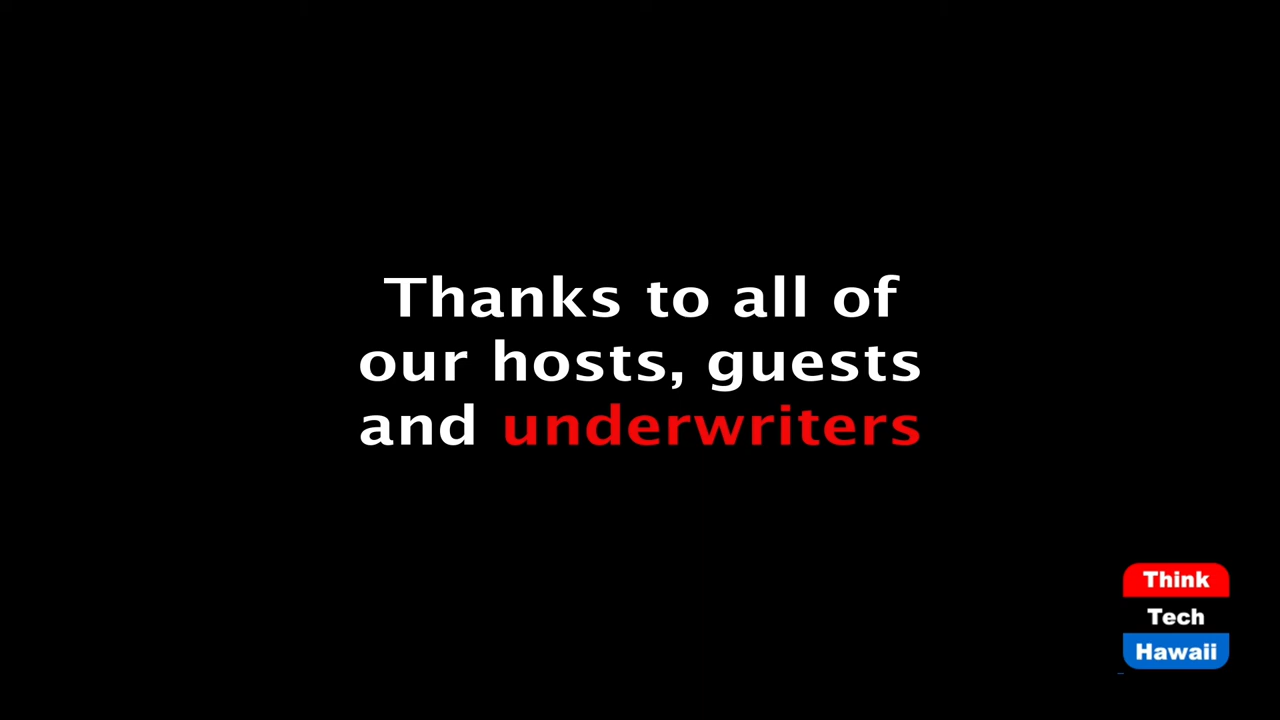 Thanks to all of
our hosts, guests
and underwriters
Think
Tech
Hawaii